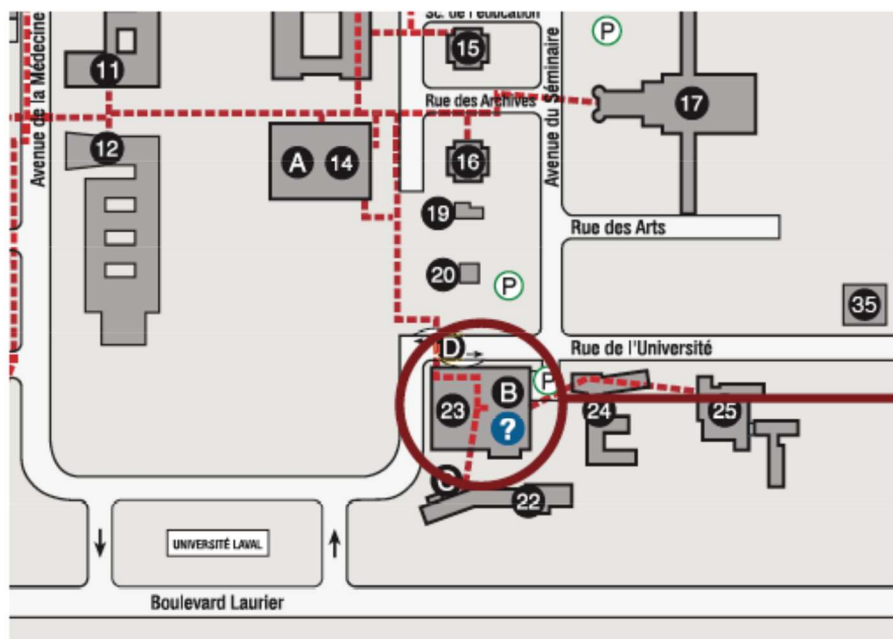 Sc. de l'éducation
P
15
11
Avenue de la Médecine
Rue des Archives
Avenue du Séminaire
17
12
A 14
16
19
Rue des Arts
20
P
35
D
Rue de l'Université
B
P
23
?
24
25
C
22
UNIVERSITÉ LAVAL
Boulevard Laurier